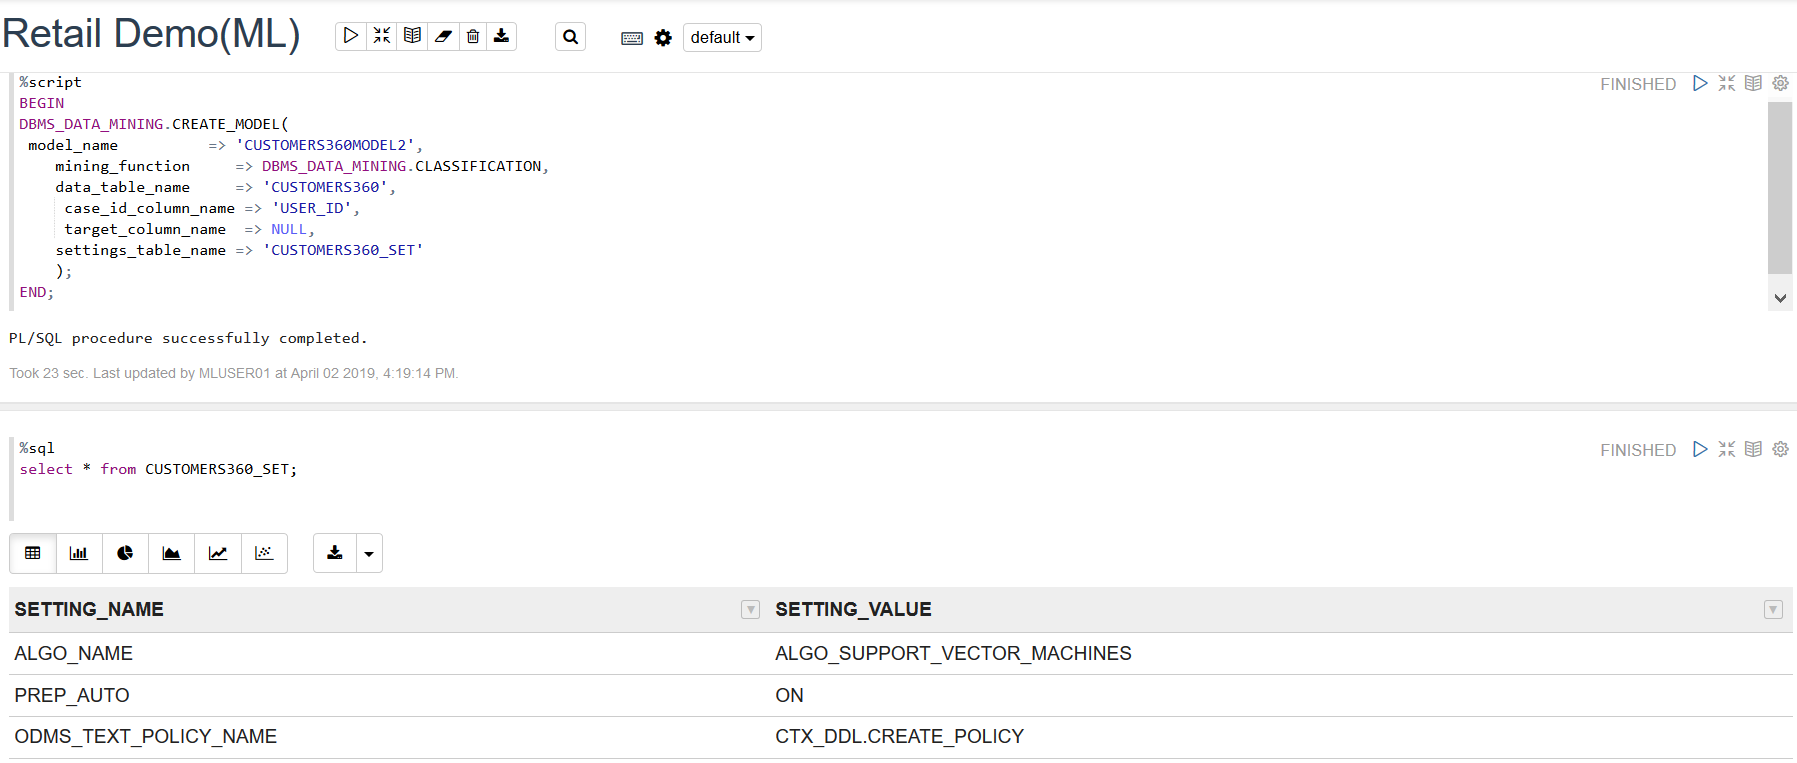 Retail Demo(ML)
default
%script
FINISHED
BEGIN
DBMS_DATA_MINING.CREATE_MODEL(
model_name => 'CUSTOMERS360MODEL2',
mining_function => DBMS_DATA_MINING.CLASSIFICATION,
data_table_name => 'CUSTOMERS360',
case_id_column_name => 'USER_ID',
target_column_name => NULL,
settings_table_name => 'CUSTOMERS360_SET'
);
END;
PL/SQL procedure successfully completed.
Took 23 sec. Last updated by MLUSER01 at April 02 2019, 4:19:14 PM.
%sql
FINISHED
select * from CUSTOMERS360_SET;
SETTING_NAME SETTING_VALUE
ALGO_NAME ALGO_SUPPORT_VECTOR_MACHINES
PREP_AUTO ON
ODMS_TEXT_POLICY_NAME CTX_DDL.CREATE_POLICY